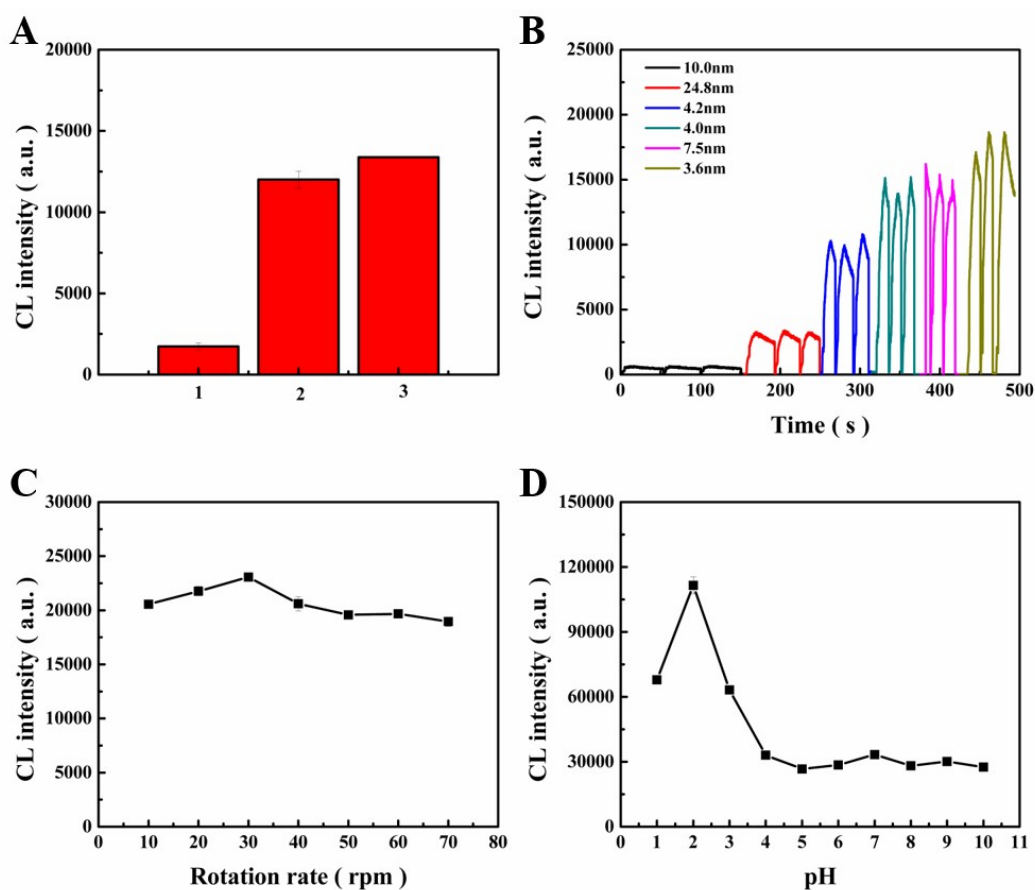 A
CL intensity ( a.u. )
20000
15000
10000
5000
0
1 2 3
B
CL intensity ( a.u. )
25000
20000
15000
10000
5000
0
10.0nm
24.8nm
4.2nm
4.0nm
7.5nm
3.6nm
0 100 200 300 400 500
Time ( s )
C
CL intensity ( a.u. )
30000
25000
20000
15000
10000
5000
0
0 10 20 30 40 50 60 70 80
Rotation rate ( rpm )
D
CL intensity ( a.u. )
150000
120000
90000
60000
30000
0
0 1 2 3 4 5 6 7 8 9 10 11
pH